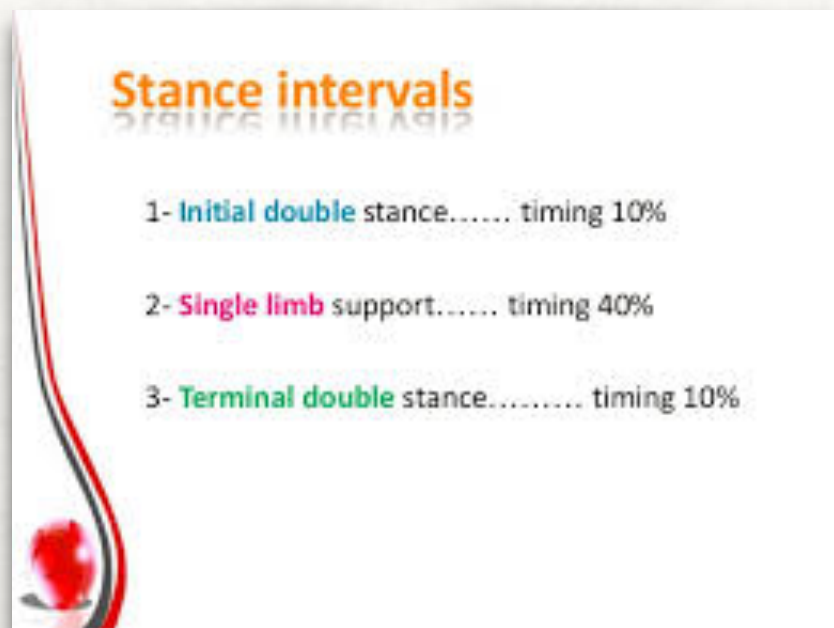 Stance intervals
1- Initial double stance...... timing 10%
2- Single limb support...... timing 40%
3- Terminal double stance......... timing 10%